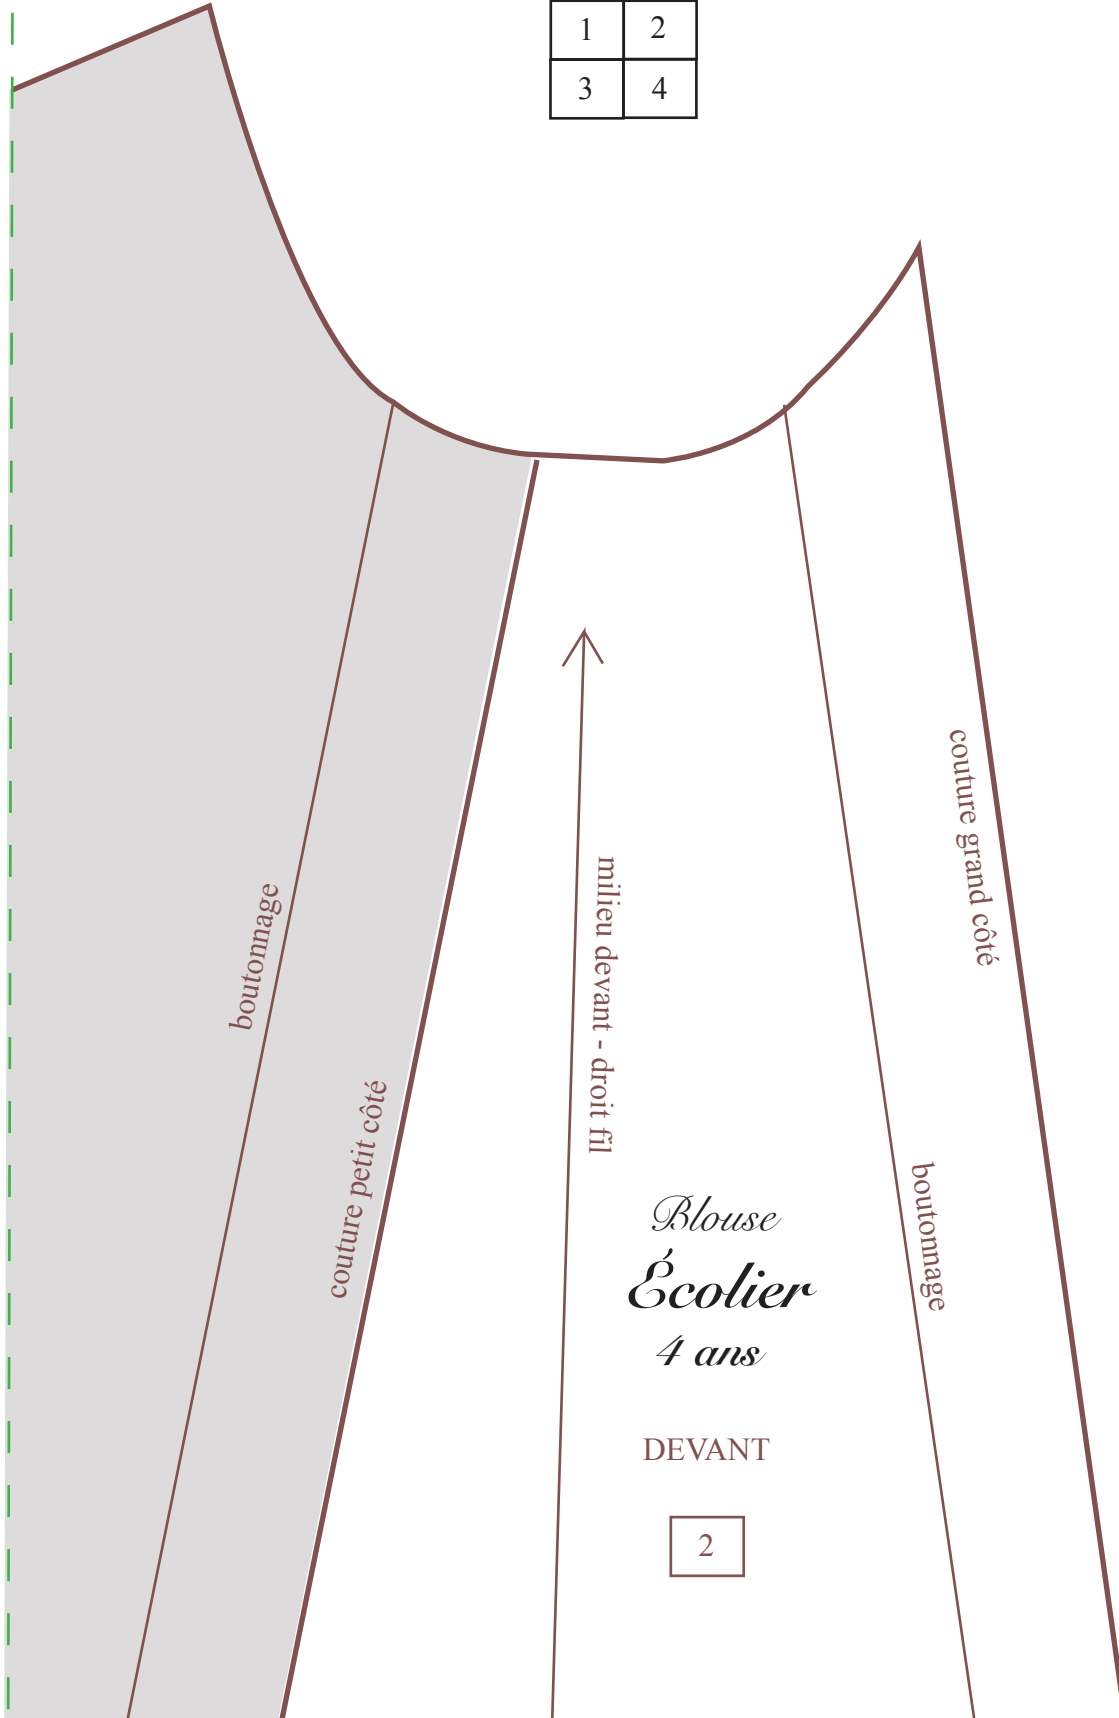 1 2
3 4
couture grand côté
milieu devant - droit fil
boutonnage
couture petit côté
boutonnage
Blouse
Écolier
4 ans
DEVANT
2